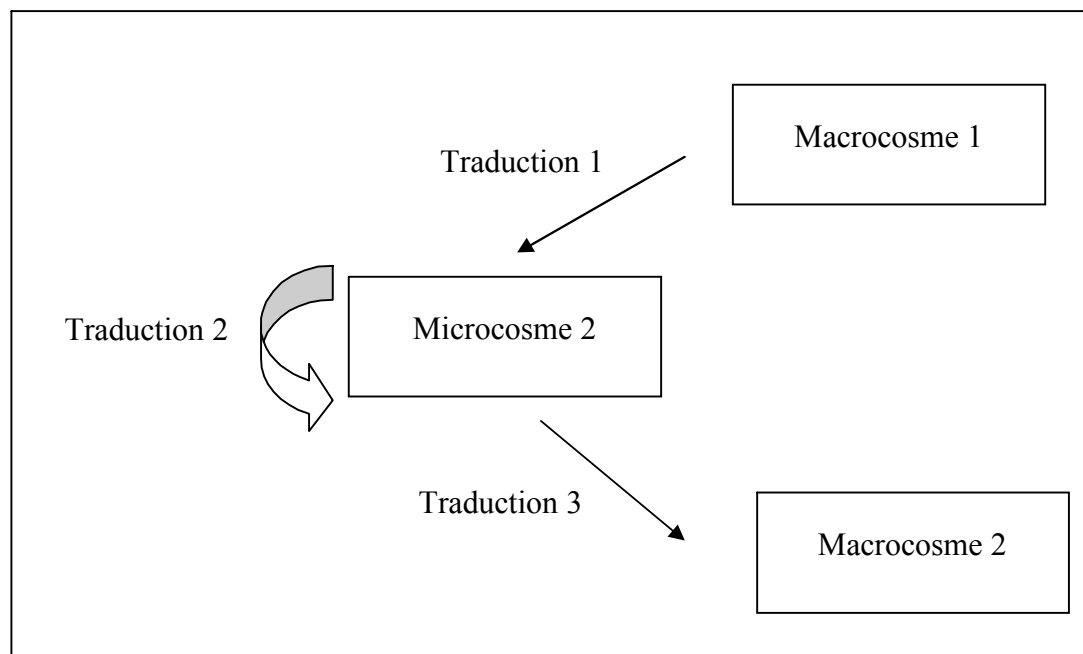 Macrocosme 1
Traduction 1
Microcosme 2
Traduction 2
Traduction 3
Macrocosme 2